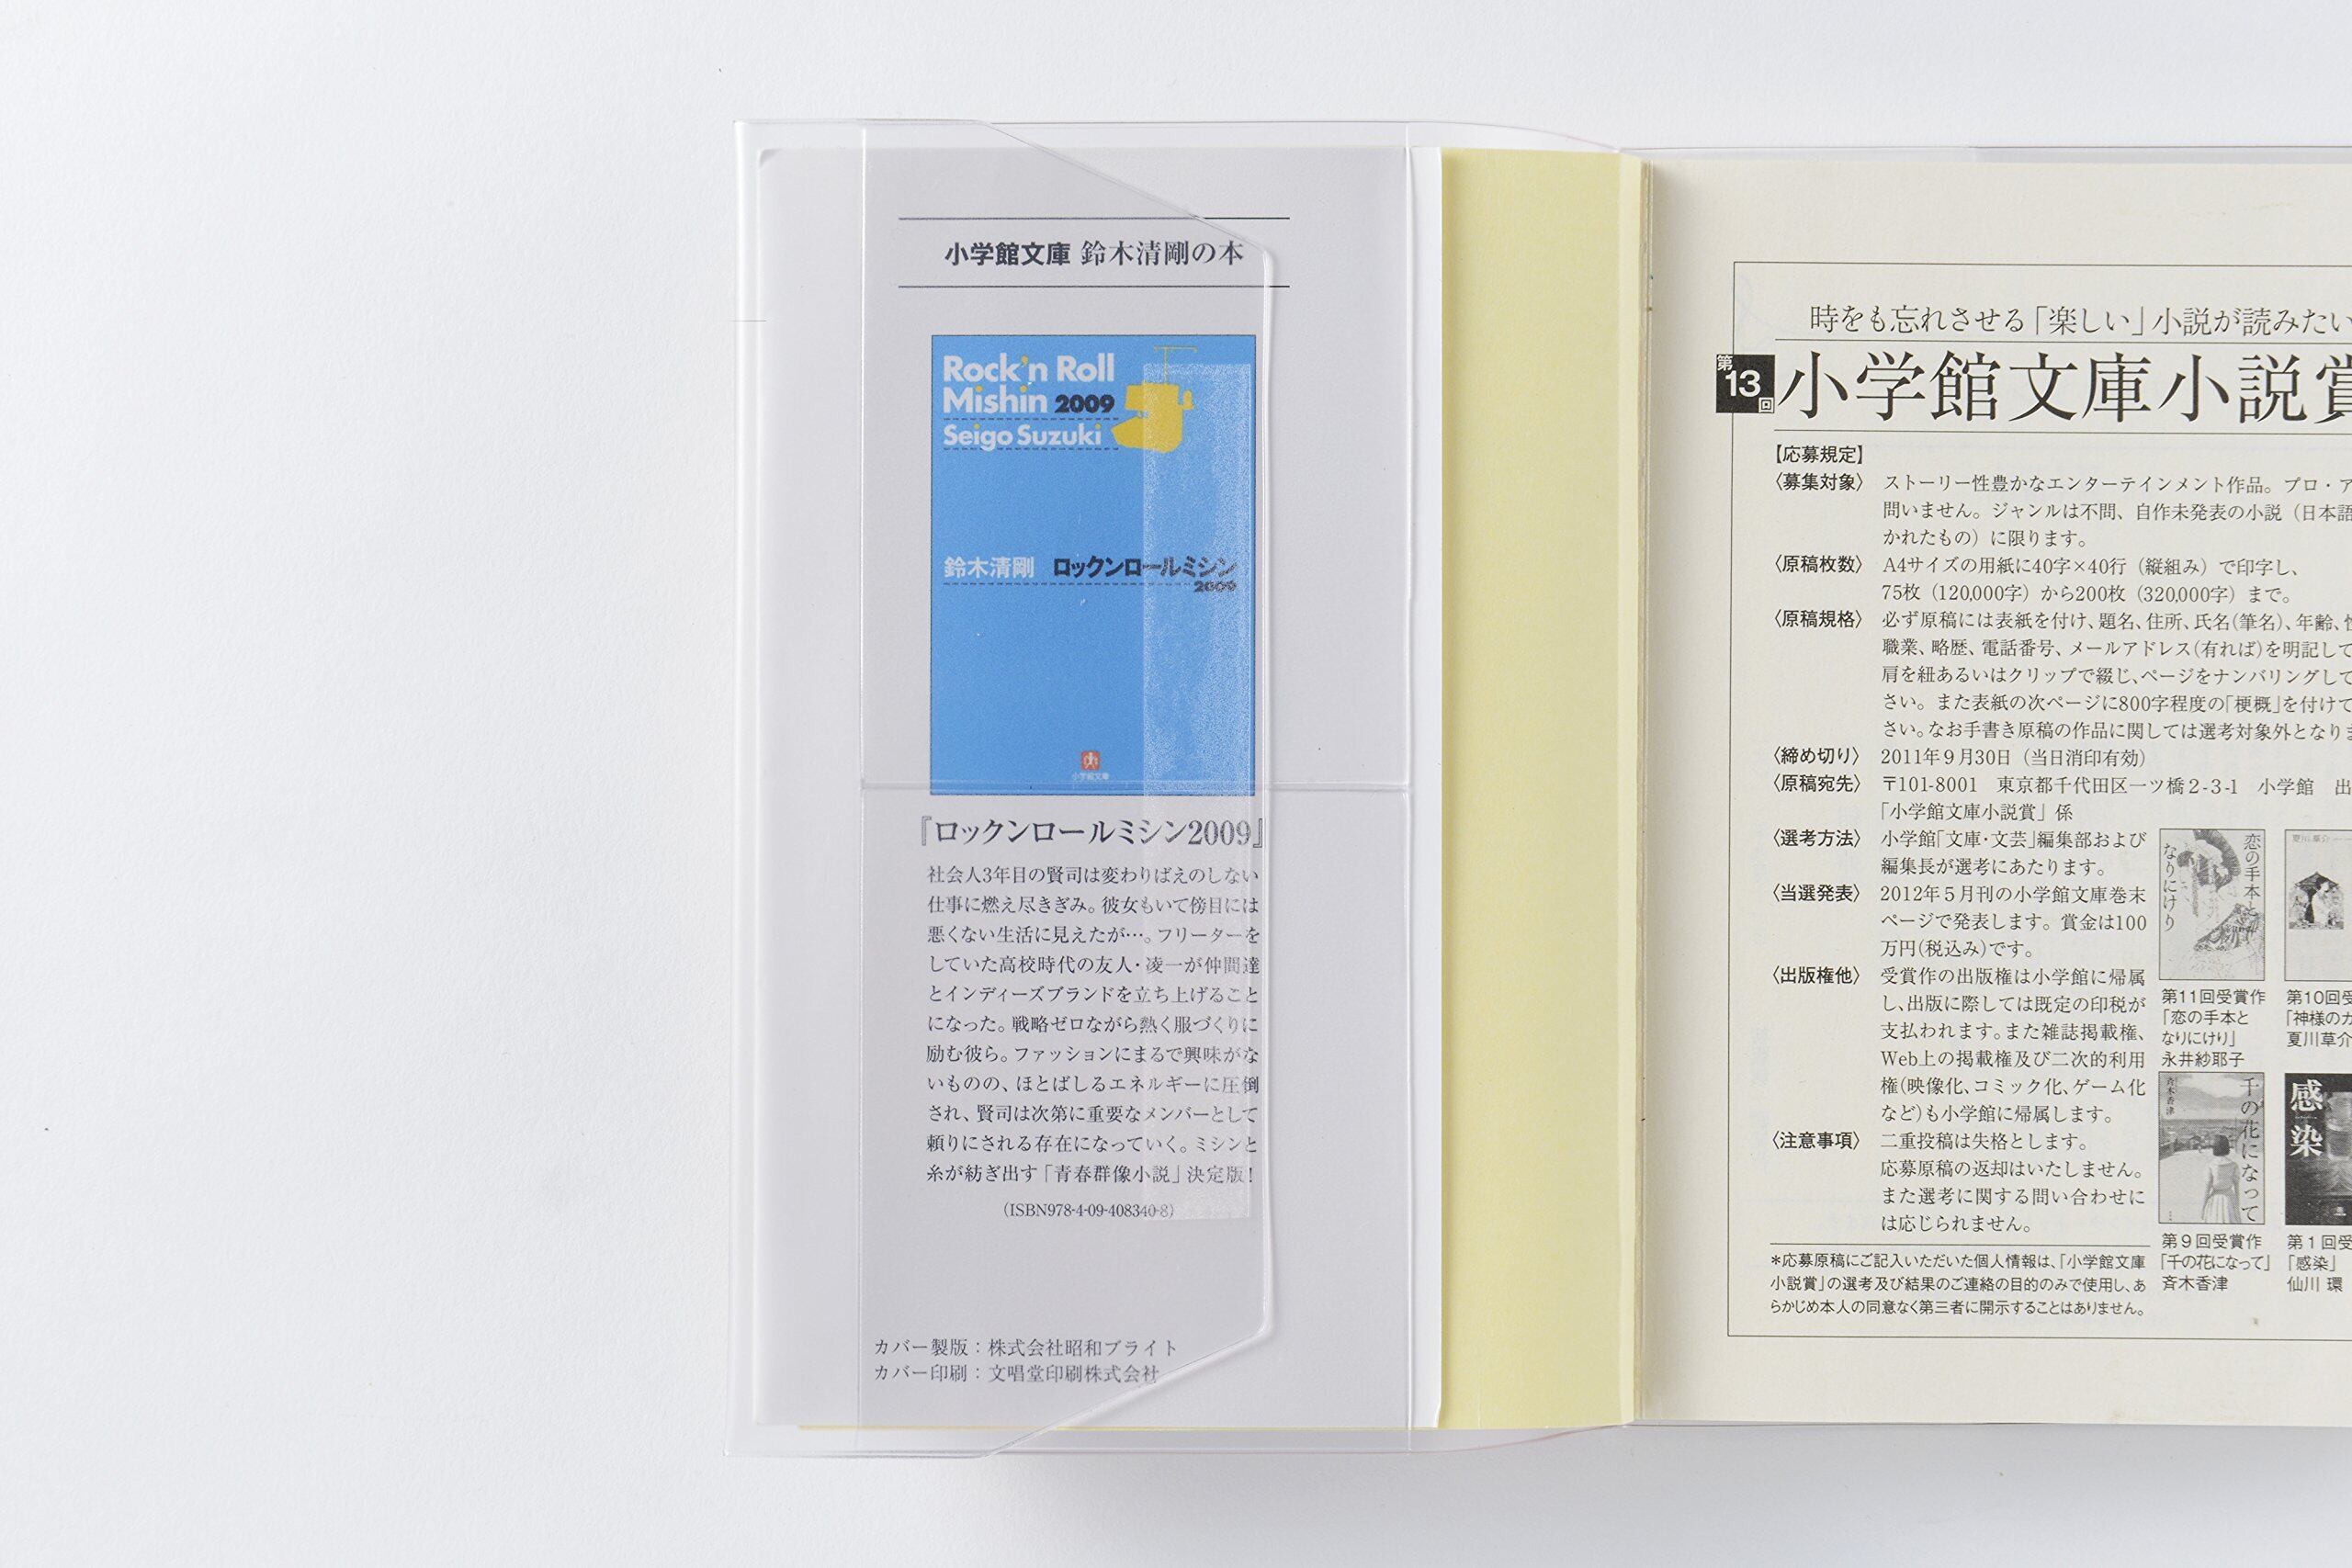 小学館文庫 鈴木清剛の本
Rock'n Roll
Mishin 2009
Seigo Suzuki
鈴木清剛 ロックンロールミシン
2009
小学館文庫
『ロックンロールミシン2009』
社会人3年目の賢司は変わりばえのしない
仕事に燃え尽きぎみ。彼女もいて傍目には
悪くない生活に見えたが…。フリーターを
していた高校時代の友人・凌一が仲間達
とインディーズブランドを立ち上げること
になった。戦略ゼロながら熱く服づくりに
励む彼ら。ファッションにまるで興味がな
いものの、ほとばしるエネルギーに圧倒
され、賢司は次第に重要なメンバーとして
頼りにされる存在になっていく。ミシンと
糸が紡ぎ出す「青春群像小説」決定版!
(ISBN978-4-09-408340-8)
カバー製版：株式会社昭和ブライト
カバー印刷：文唱堂印刷株式会社
時をも忘れさせる「楽しい」小説が読みたい
第13回 小学館文庫小説賞
【応募規定】
〈募集対象〉 ストーリー性豊かなエンターテインメント作品。プロ・ア
問いません。ジャンルは不問、自作未発表の小説（日本語
かれたもの）に限ります。
〈原稿枚数〉 A4サイズの用紙に40字×40行（縦組み）で印字し、
75枚（120,000字）から200枚（320,000字）まで。
〈原稿規格〉 必ず原稿には表紙を付け、題名、住所、氏名(筆名)、年齢、性
職業、略歴、電話番号、メールアドレス(有れば)を明記して
肩を紐あるいはクリップで綴じ、ページをナンバリングして
さい。また表紙の次ページに800字程度の「梗概」を付けて
さい。なお手書き原稿の作品に関しては選考対象外となりま
〈締め切り〉 2011年9月30日（当日消印有効）
〈原稿宛先〉 〒101-8001 東京都千代田区一ツ橋2-3-1 小学館 出
「小学館文庫小説賞」係
〈選考方法〉 小学館「文庫・文芸」編集部および
編集長が選考にあたります。
〈当選発表〉 2012年5月刊の小学館文庫巻末
ページで発表します。賞金は100
万円(税込み)です。
〈出版権他〉 受賞作の出版権は小学館に帰属
し、出版に際しては既定の印税が
支払われます。また雑誌掲載権、
Web上の掲載権及び二次的利用
権(映像化、コミック化、ゲーム化
など)も小学館に帰属します。
〈注意事項〉 二重投稿は失格とします。
応募原稿の返却はいたしません。
また選考に関する問い合わせに
は応じられません。
＊応募原稿にご記入いただいた個人情報は、「小学館文庫
小説賞」の選考及び結果のご連絡の目的のみで使用し、あ
らかじめ本人の同意なく第三者に開示することはありません。
恋の手本と
なりにけり
第11回受賞作
「恋の手本と
なりにけり」
永井紗耶子
夏川草介
第10回受
「神様のカ
夏川草介
千の花になって
斉木香津
第9回受賞作
「千の花になって」
斉木香津
感染
第1回受
「感染」
仙川 環